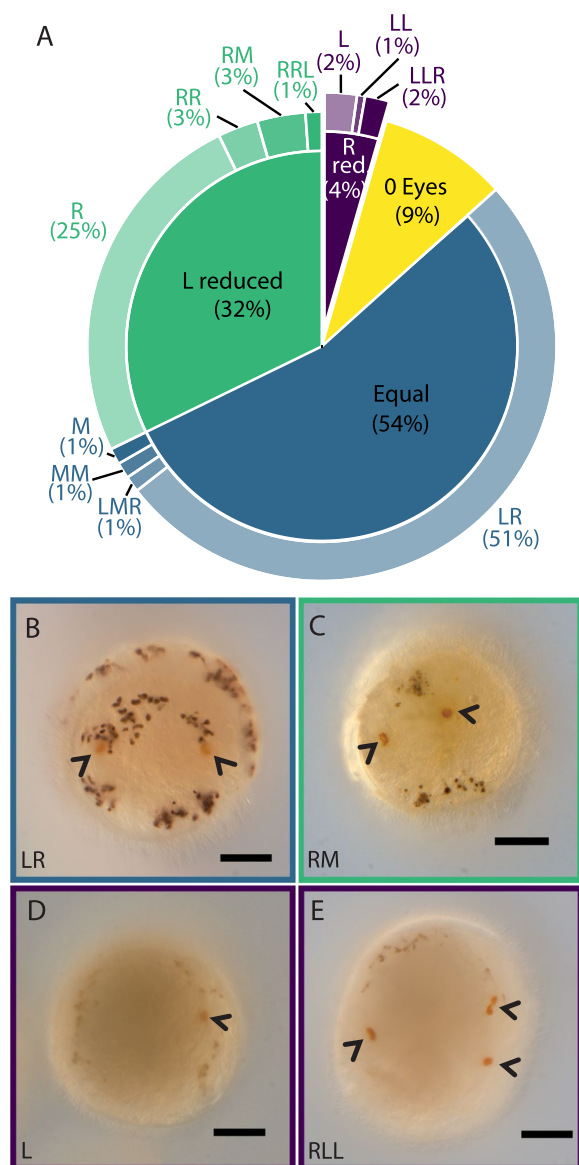 A
L
(2%)
LL
(1%)
LLR
(2%)
RM
(3%)
RRL
(1%)
RR
(3%)
R
(25%)
R
red.
(4%)
0 Eyes
(9%)
L reduced
(32%)
Equal
(54%)
M
(1%)
MM
(1%)
LMR
(1%)
LR
(51%)
B
LR
C
RM
D
L
E
RLL